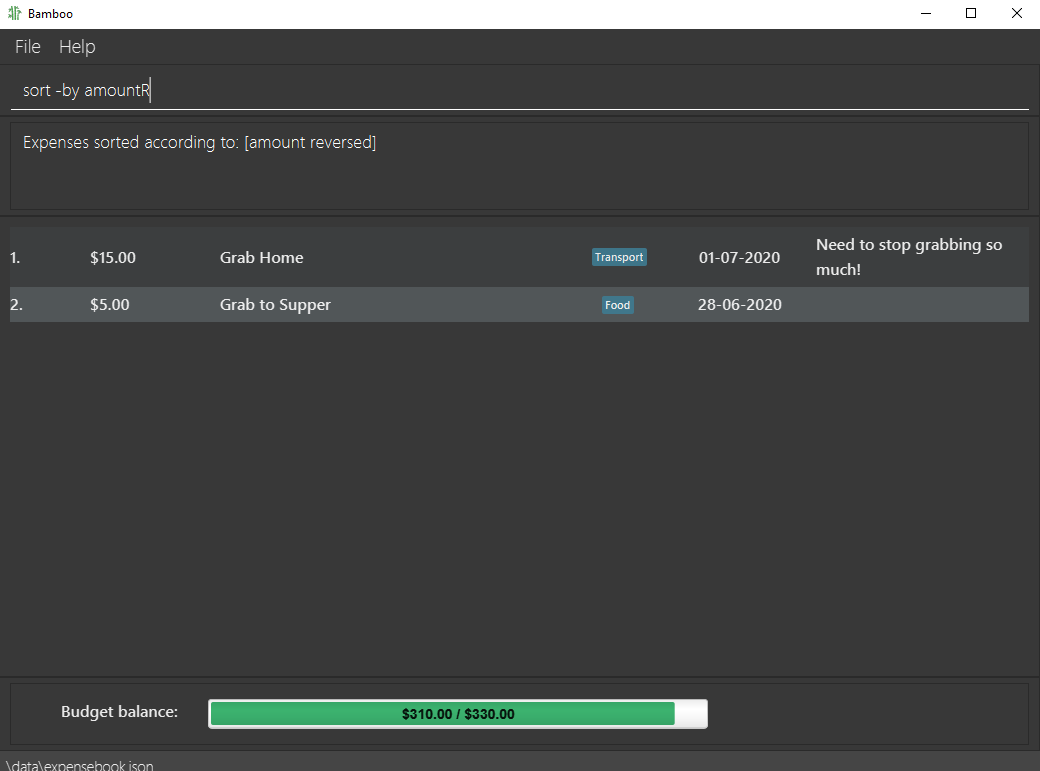 Bamboo
File Help
sort -by amountR
Expenses sorted according to: [amount reversed]
1. $15.00 Grab Home Transport 01-07-2020 Need to stop grabbing so
much!
2. $5.00 Grab to Supper Food 28-06-2020
Budget balance: $310.00 / $330.00
\data\expensebook.json